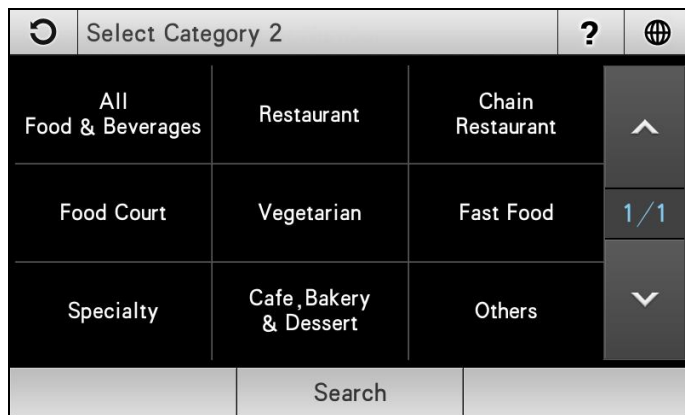 Select Category 2 ?
All
Food & Beverages
Restaurant
Chain
Restaurant
Food Court
Vegetarian
Fast Food
1/1
Specialty
Cafe,Bakery
& Dessert
Others
Search